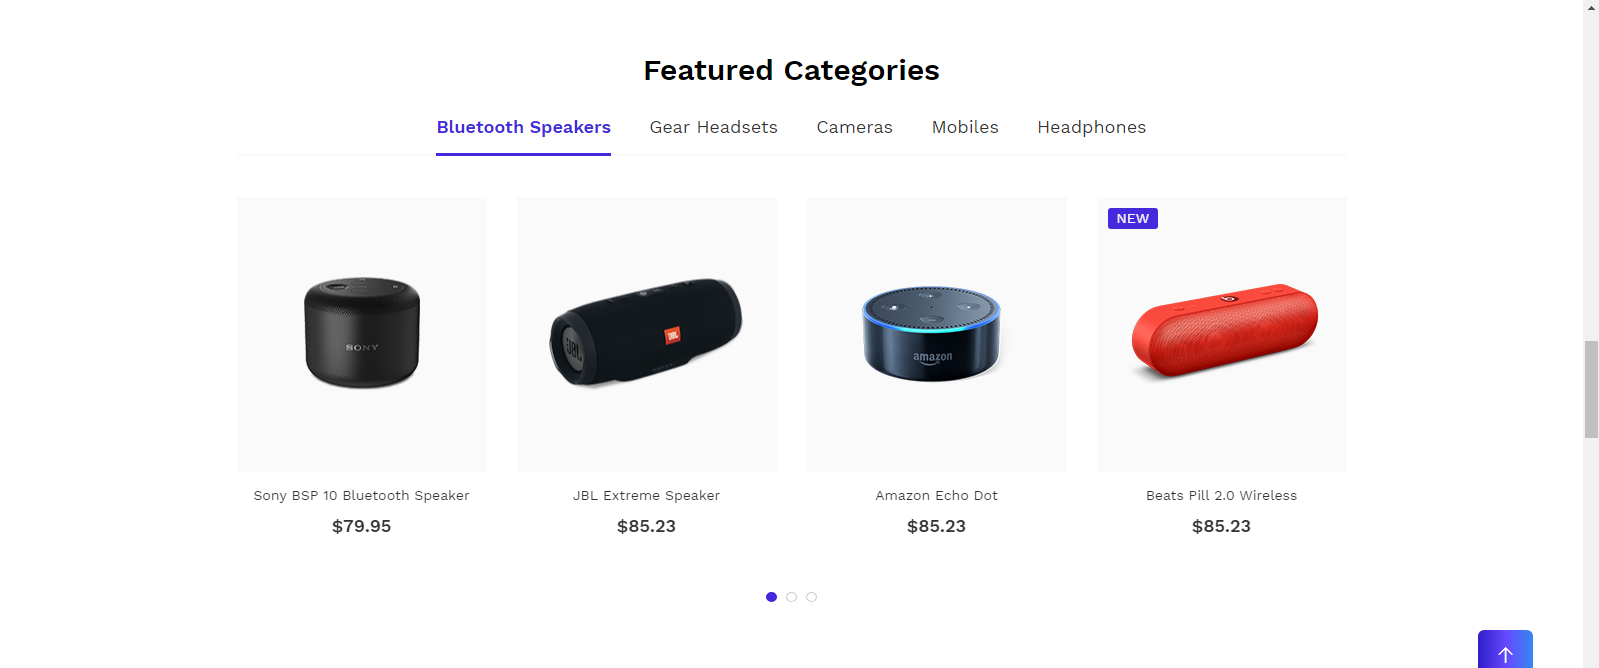 Featured Categories
Bluetooth Speakers Gear Headsets Cameras Mobiles Headphones
NEW
SONY
JBL
JBL
amazon
Sony BSP 10 Bluetooth Speaker JBL Extreme Speaker Amazon Echo Dot Beats Pill 2.0 Wireless
$79.95 $85.23 $85.23 $85.23